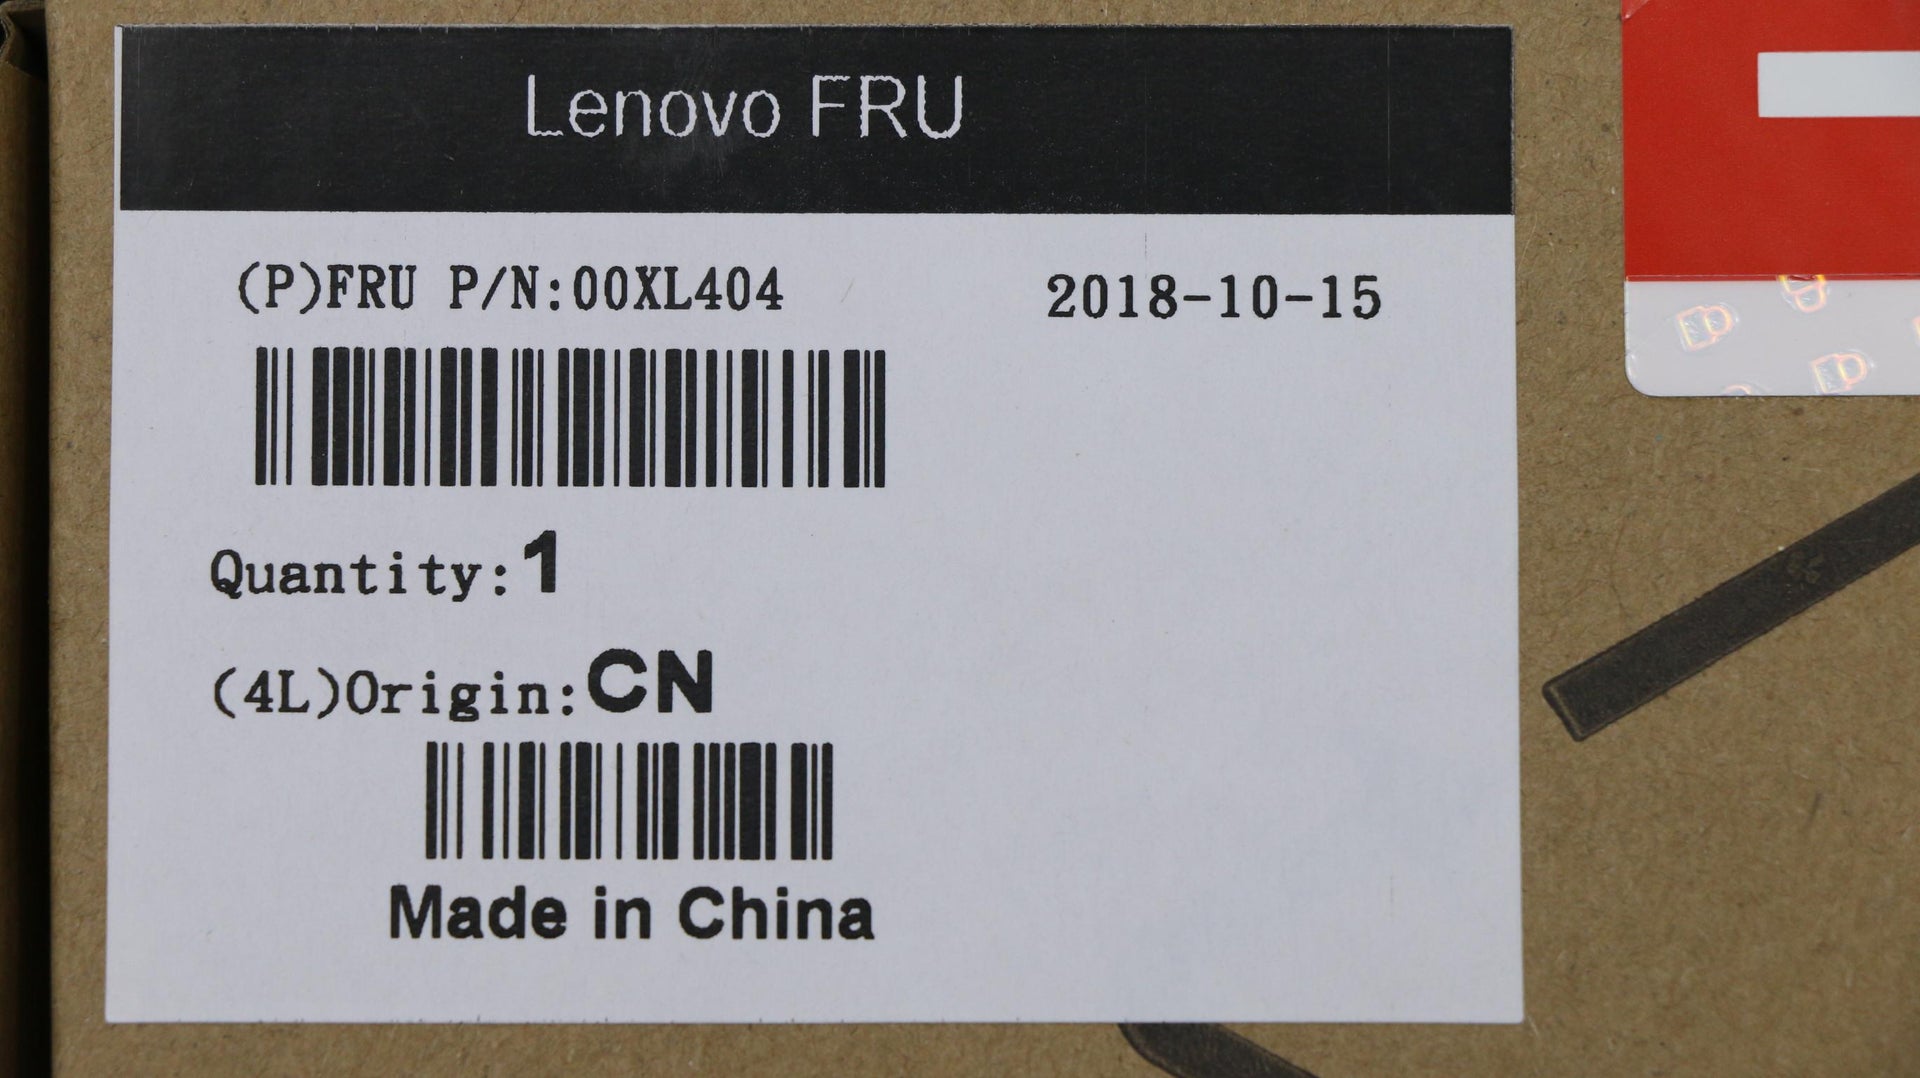 Lenovo FRU
(P)FRU P/N:00XL404 2018-10-15
Quantity:1
(4L)Origin:CN
Made in China